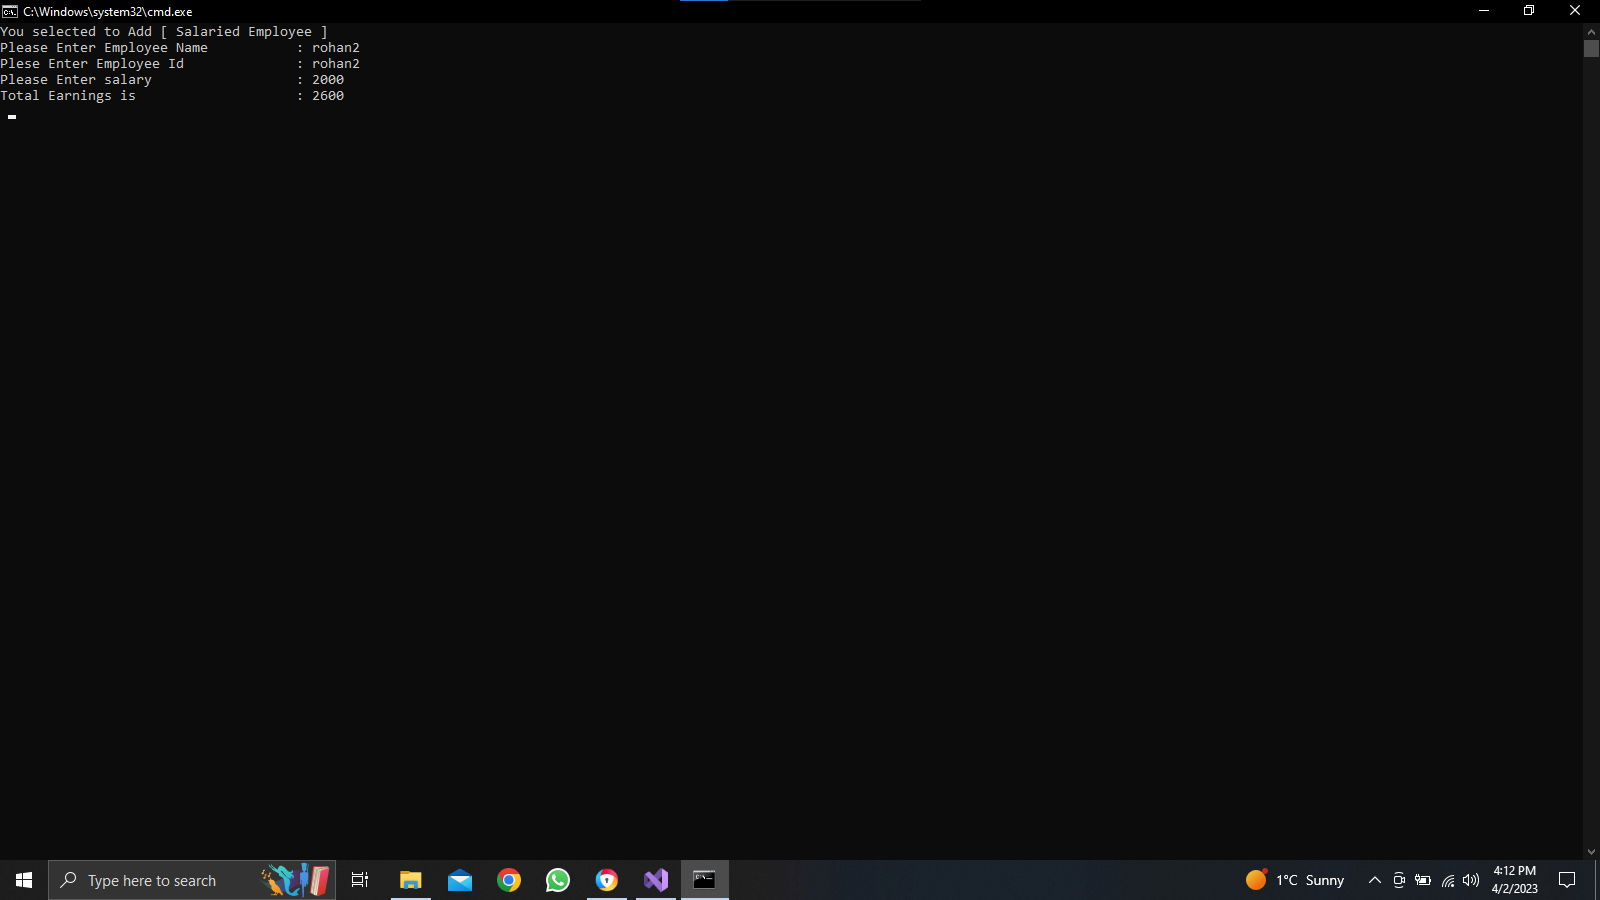 C:\Windows\system32\cmd.exe
You selected to Add [ Salaried Employee ]
Please Enter Employee Name : rohan2
Plese Enter Employee Id : rohan2
Please Enter salary : 2000
Total Earnings is : 2600
Type here to search
1°C Sunny
4:12 PM
4/2/2023